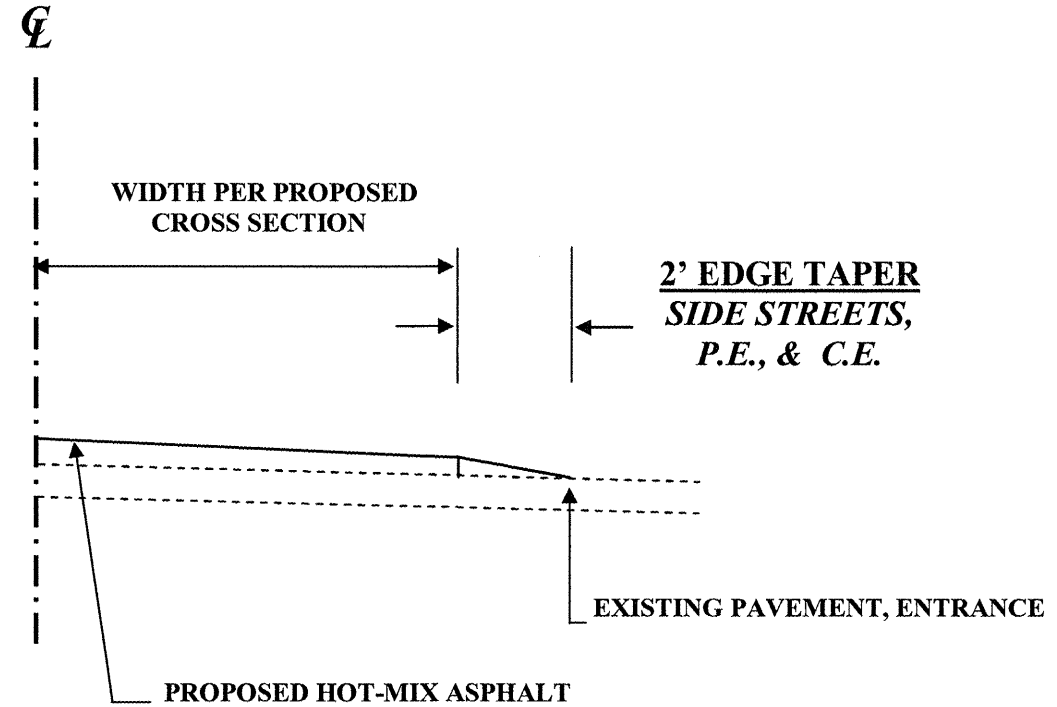 ℄
WIDTH PER PROPOSED
CROSS SECTION
2’ EDGE TAPER
SIDE STREETS,
P.E., & C.E.
EXISTING PAVEMENT, ENTRANCE
PROPOSED HOT-MIX ASPHALT